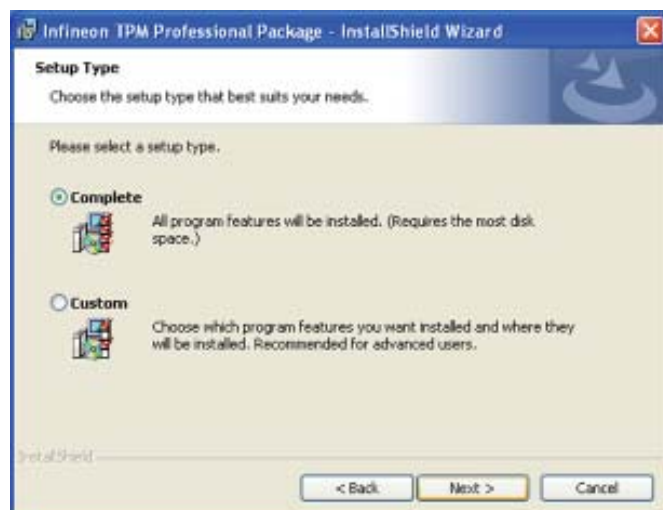 Infineon TPM Professional Package - InstallShield Wizard
Setup Type
Choose the setup type that best suits your needs.
Please select a setup type.
Complete
All program features will be installed. (Requires the most disk
space.)
Custom
Choose which program features you want installed and where they
will be installed. Recommended for advanced users.
InstallShield
< Back
Next >
Cancel